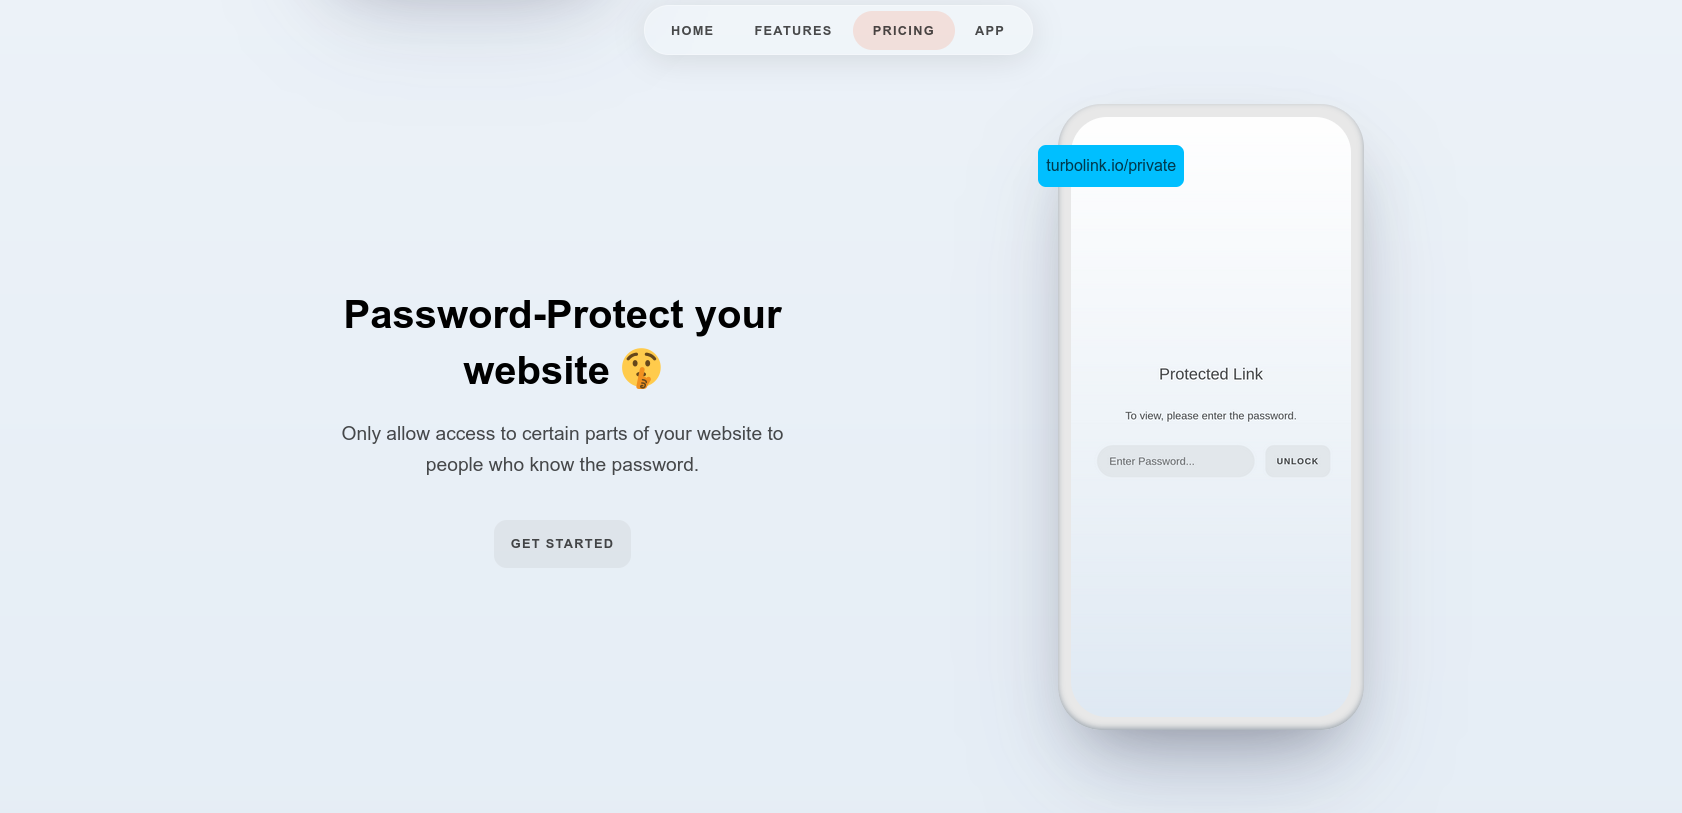 HOME FEATURES PRICING APP
turbolink.io/private
Password-Protect your
website 🤫
Only allow access to certain parts of your website to
people who know the password.
GET STARTED
Protected Link
To view, please enter the password.
Enter Password... UNLOCK